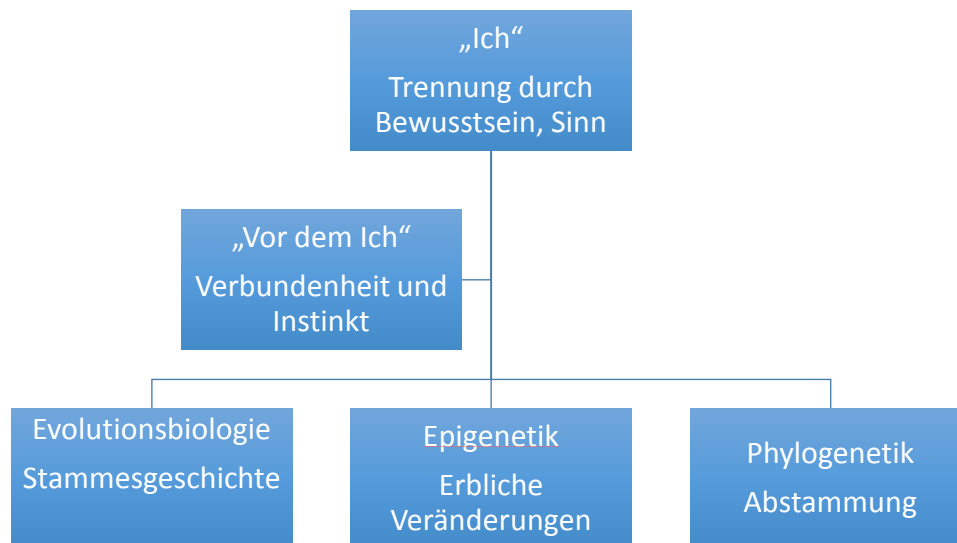 „Ich“
Trennung durch
Bewusstsein, Sinn
„Vor dem Ich“
Verbundenheit und
Instinkt
Evolutionsbiologie
Stammesgeschichte
Epigenetik
Erbliche
Veränderungen
Phylogenetik
Abstammung